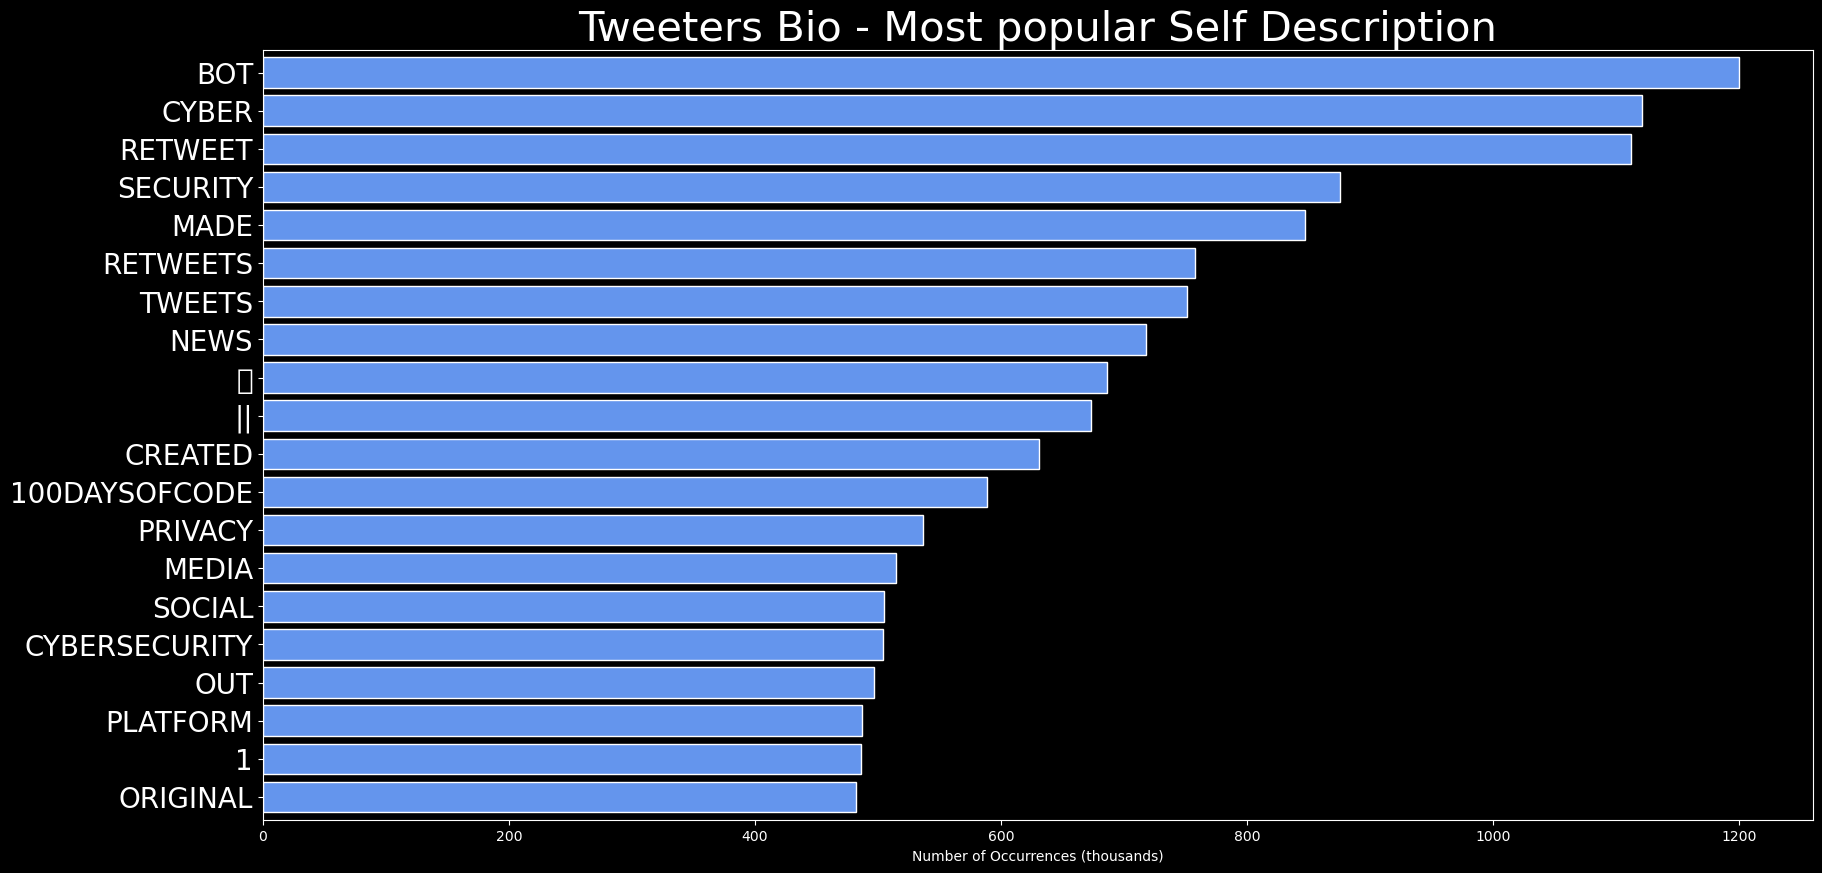 Tweeters Bio - Most popular Self Description
BOT
CYBER
RETWEET
SECURITY
MADE
RETWEETS
TWEETS
NEWS
||
CREATED
100DAYSOFCODE
PRIVACY
MEDIA
SOCIAL
CYBERSECURITY
OUT
PLATFORM
1
ORIGINAL
0 200 400 600 800 1000 1200
Number of Occurrences (thousands)